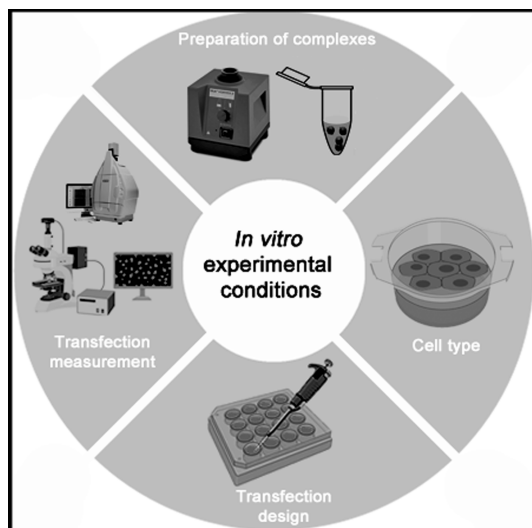 Preparation of complexes
In vitro
experimental
conditions
Transfection
measurement
Cell type
Transfection
design